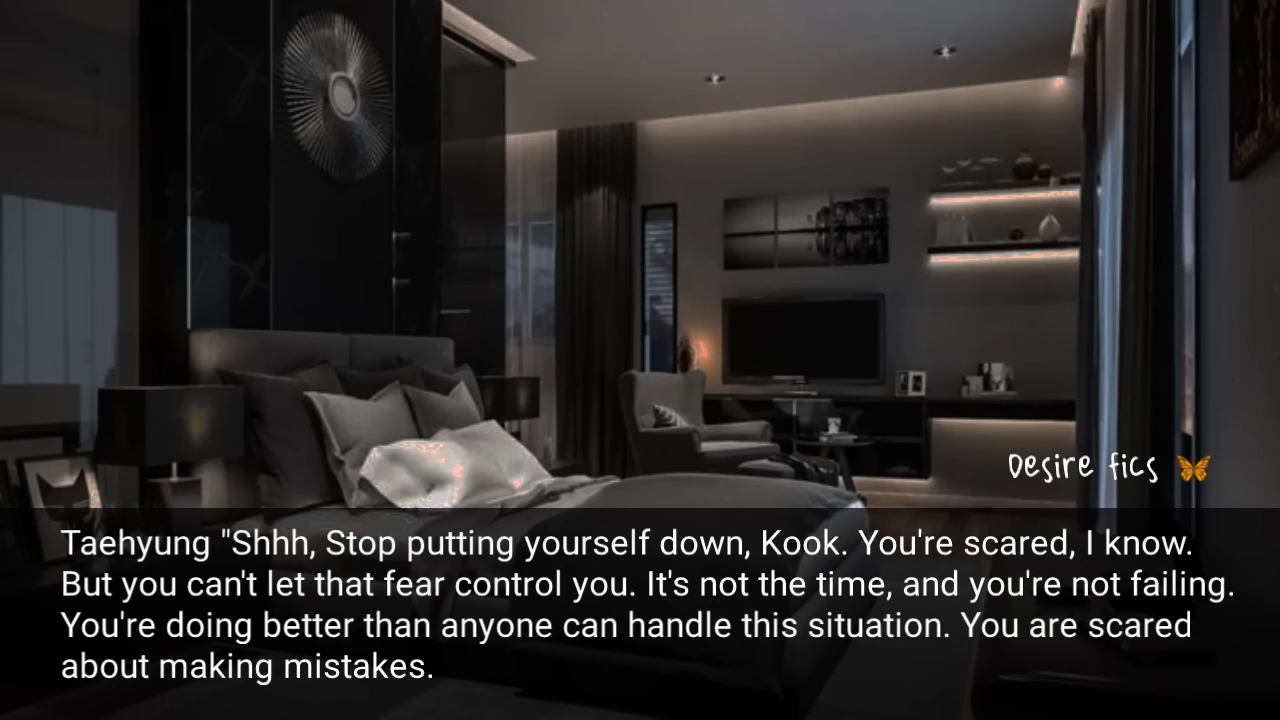 Desire fics 🦋
Taehyung "Shhh, Stop putting yourself down, Kook. You're scared, I know.
But you can't let that fear control you. It's not the time, and you're not failing.
You're doing better than anyone can handle this situation. You are scared
about making mistakes.